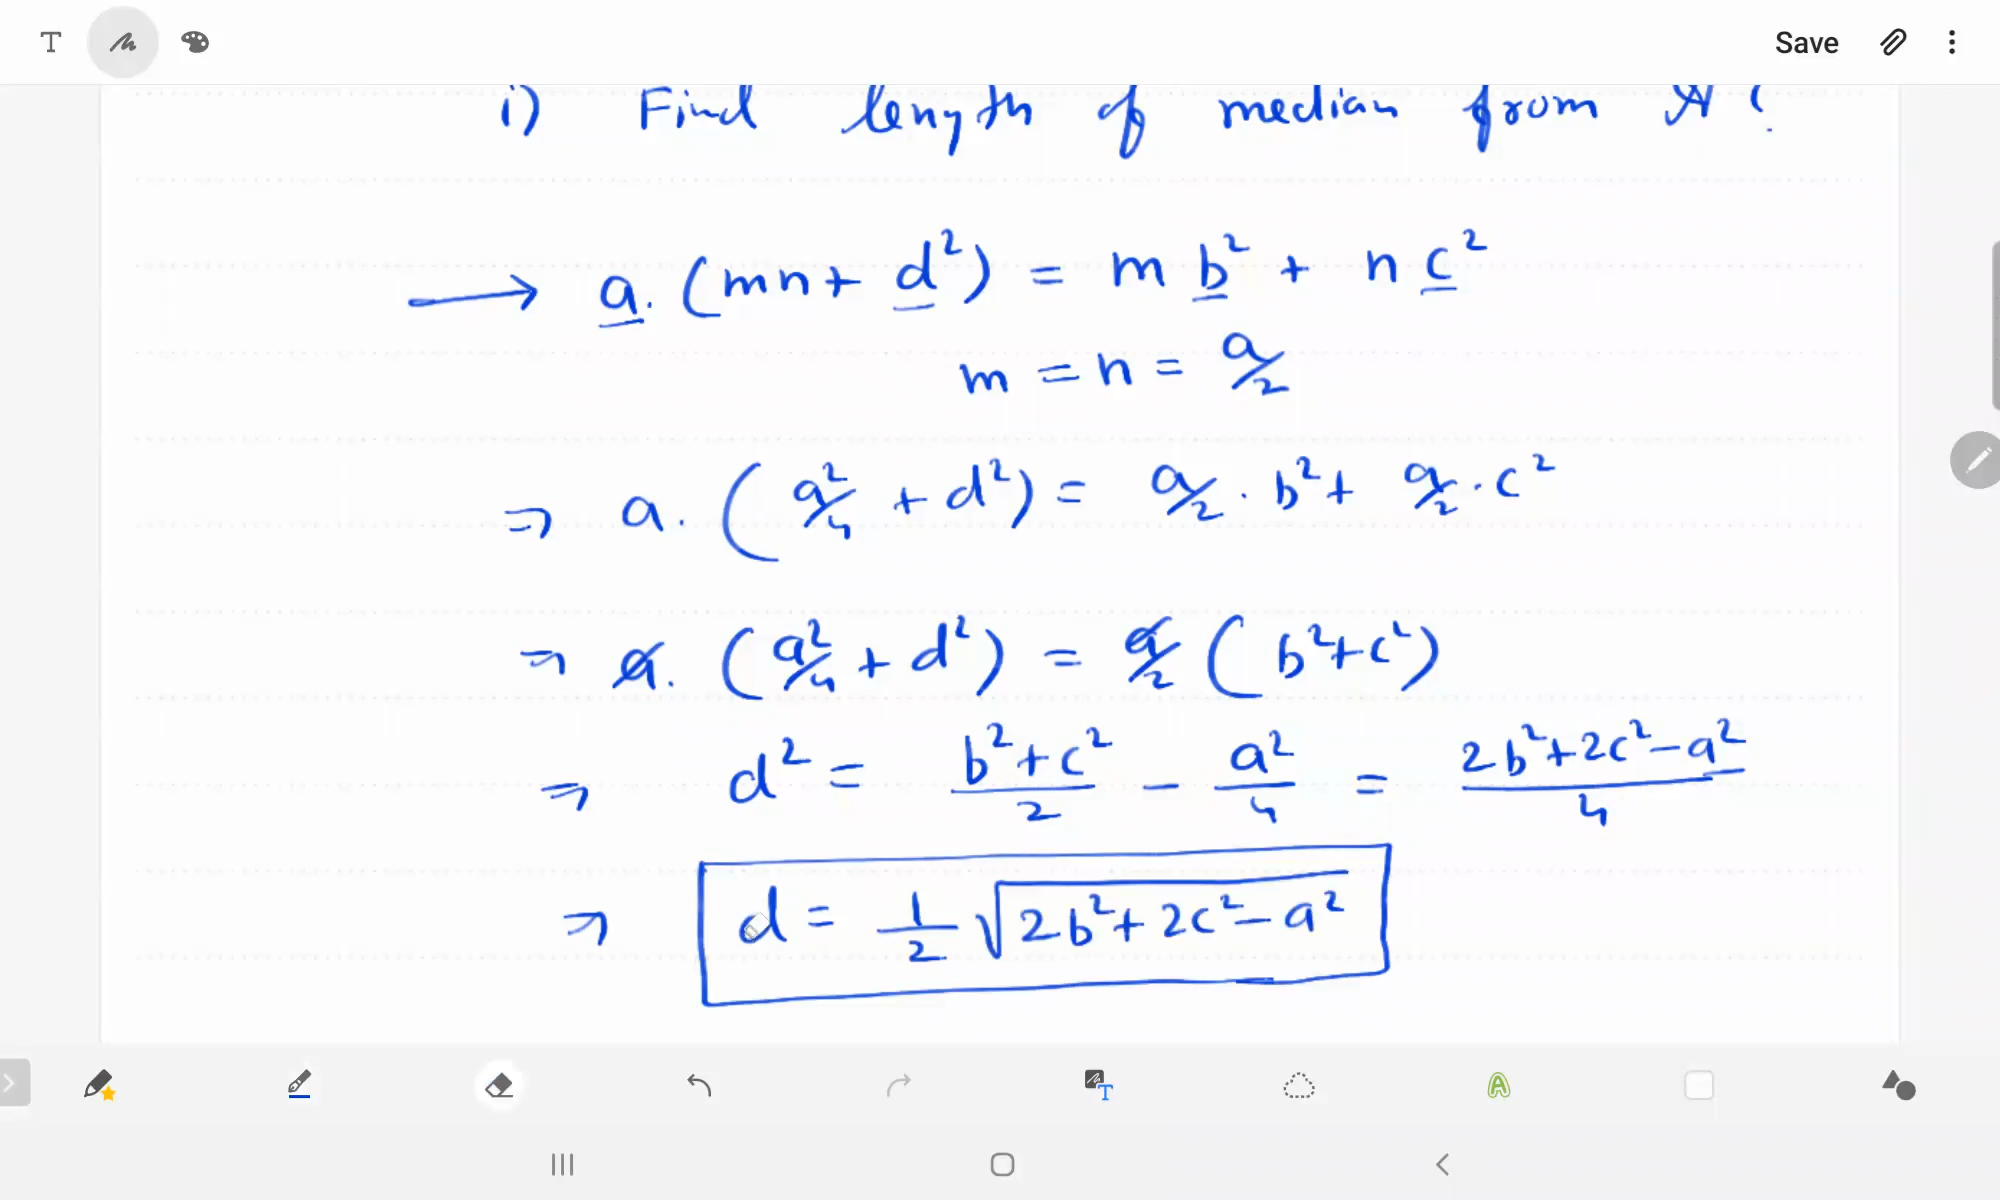 T Save
i) Find length of median from A?
→ a. (mn + d²) = m b² + n c²
m = n = a/2
⇒ a. (a²/4 + d²) = a/2 . b² + a/2 . c²
⇒ a. (a²/4 + d²) = a/2 (b² + c²)
⇒ d² = (b² + c²)/2 - a²/4 = (2b² + 2c² - a²)/4
⇒ d = 1/2 √(2b² + 2c² - a²)
T A